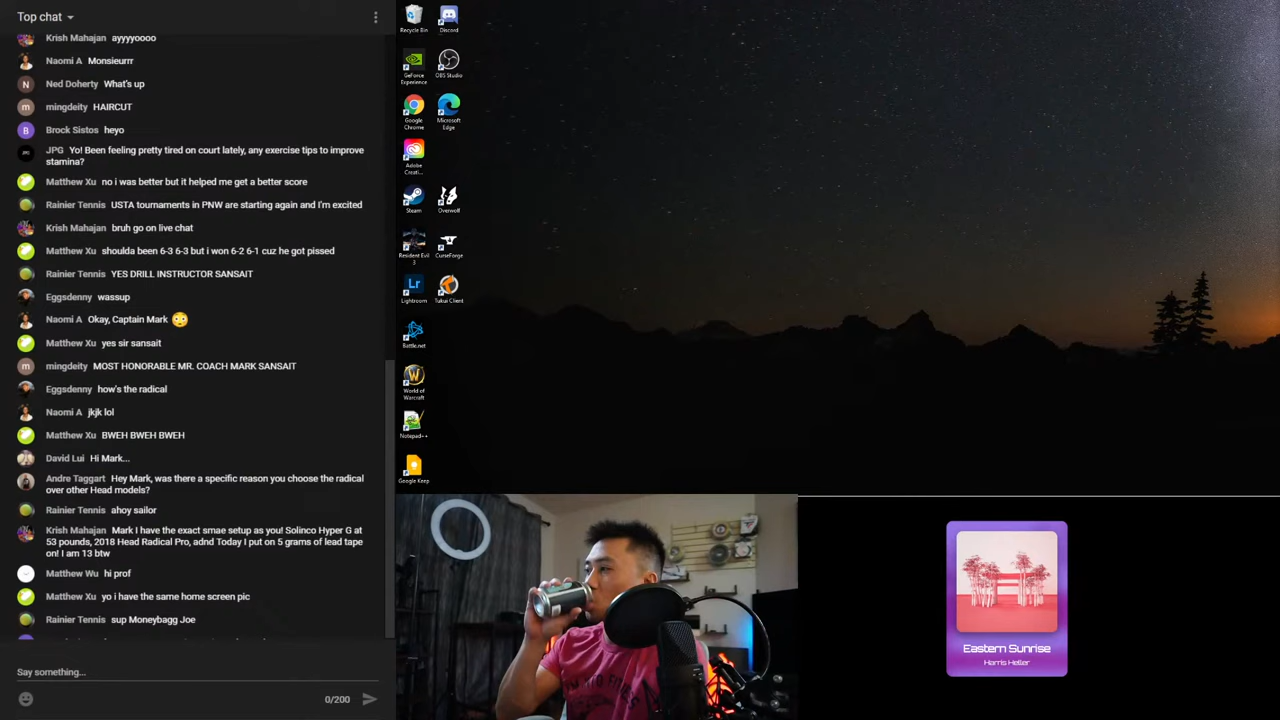 Top chat
Krish Mahajan ayyyyoooo
Naomi A Monsieurrr
Ned Doherty What's up
mingdeity HAIRCUT
Brock Sistos heyo
JPG Yo! Been feeling pretty tired on court lately, any exercise tips to improve
stamina?
Matthew Xu no i was better but it helped me get a better score
Rainier Tennis USTA tournaments in PNW are starting again and I'm excited
Krish Mahajan bruh go on live chat
Matthew Xu shoulda been 6-3 6-3 but i won 6-2 6-1 cuz he got pissed
Rainier Tennis YES DRILL INSTRUCTOR SANSAIT
Eggsdenny wassup
Naomi A Okay, Captain Mark 😳
Matthew Xu yes sir sansait
mingdeity MOST HONORABLE MR. COACH MARK SANSAIT
Eggsdenny how's the radical
Naomi A jkjk lol
Matthew Xu BWEH BWEH BWEH
David Lui Hi Mark...
Andre Taggart Hey Mark, was there a specific reason you choose the radical
over other Head models?
Rainier Tennis ahoy sailor
Krish Mahajan Mark I have the exact smae setup as you! Solinco Hyper G at
53 pounds, 2018 Head Radical Pro, adnd Today I put on 5 grams of lead tape
on! I am 13 btw
Matthew Wu hi prof
Matthew Xu yo i have the same home screen pic
Rainier Tennis sup Moneybagg Joe
Say something...
0/200
Recycle Bin
Discord
GeForce
Experience
OBS Studio
Google
Chrome
Microsoft
Edge
Adobe
Creati...
Steam
Overwolf
Resident Evil
3
CurseForge
Lr
Lightroom
Tukui Client
Battle.net
World of
Warcraft
Notepad++
Google Keep
Eastern Sunrise
Harris Heller